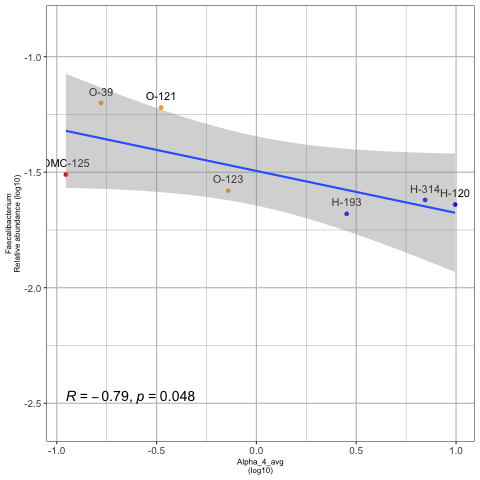 -1.0
O-39
O-121
-1.5
OMC-125
O-123
H-314
H-120
H-193
Faecalibacterium
Relative abundante (log10)
-2.0
-2.5
R = −0.79, p = 0.048
-1.0
-0.5
0.0
0.5
1.0
Alpha_4_avg
(log10)